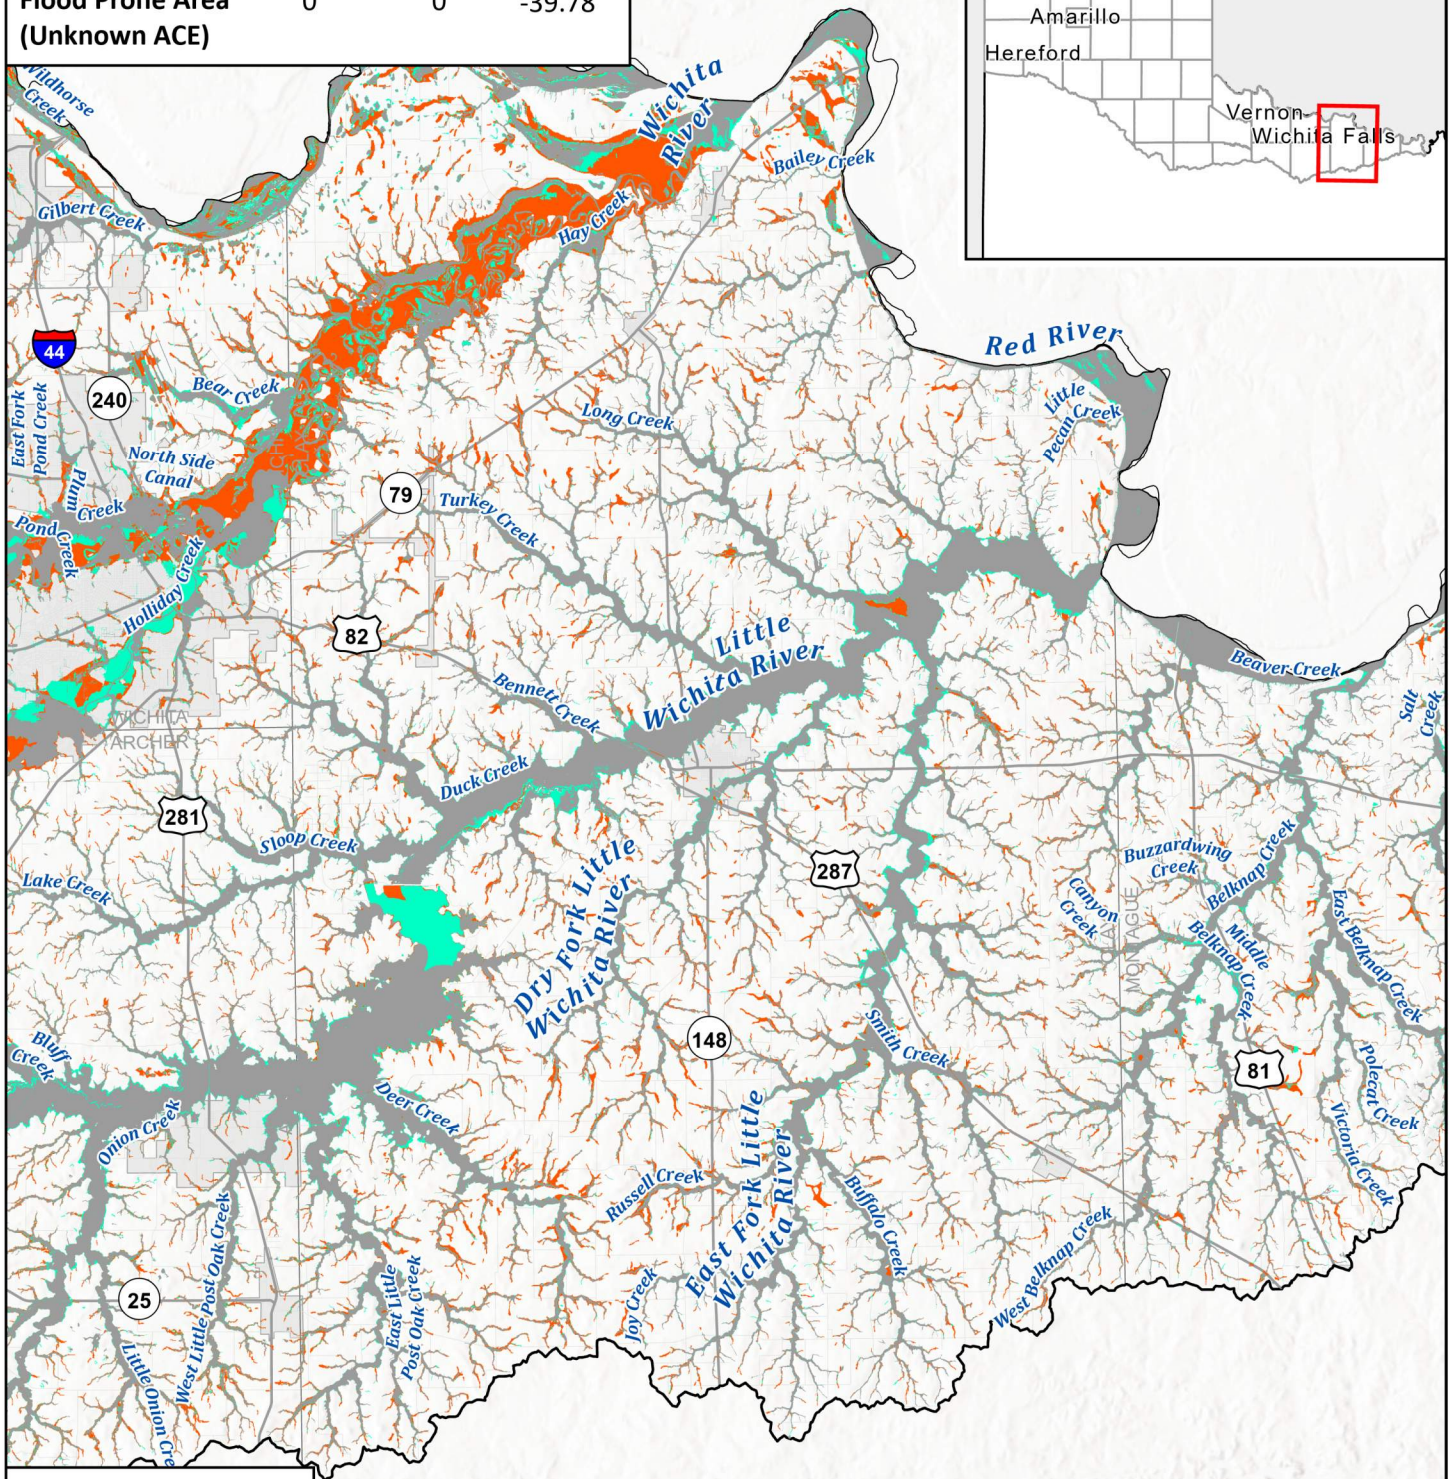 Flood Prone Area 0 0 -39.78
(Unknown ACE)
Amarillo
Hereford
Vernon
Wichita Falls
Wildhorse
Creek
Wichita
River
Bailey Creek
Gilbert Creek
Hay Creek
Red River
44
240
Bear Creek
East Fork
Pond Creek
North Side
Canal
Plum
Creek
Pond Creek
Long Creek
Little
Pecan Creek
79
Turkey Creek
Holliday Creek
82
Little
Wichita River
Bennett Creek
Beaver Creek
Salt
Creek
WICHITA
ARCHER
Duck Creek
281
Sloop Creek
Lake Creek
287
Buzzardwing
Creek
Belknap Creek
Canyon
Creek
CLAY
MONTAGUE
Middle
Belknap Creek
East Belknap Creek
Dry Fork Little
Wichita River
148
Smith Creek
81
Polecat Creek
Victoria Creek
Bluff
Creek
Onion Creek
Deer Creek
Russell Creek
East Fork Little
Wichita River
Buffalo Creek
West Belknap Creek
Joy Creek
25
West Little Post Oak Creek
East Little
Post Oak Creek
Little Onion Cre